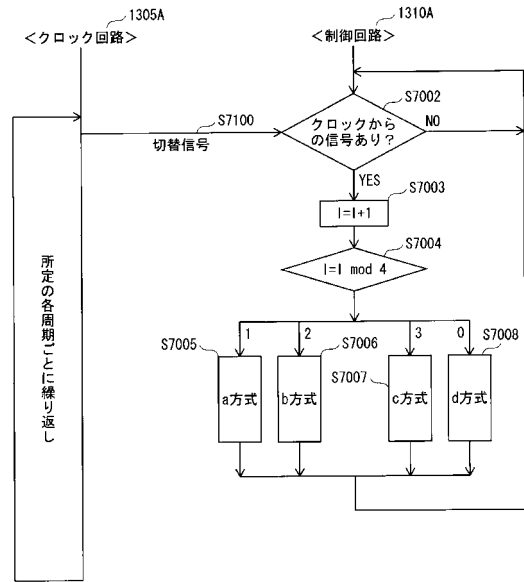 1305A
<クロック回路>
1310A
<制御回路>
S7002
クロックから
の信号あり?
NO
S7100
切替信号
YES
S7003
I=I+1
S7004
I=I mod 4
所定の各周期ごとに繰り返し
1
2
3
0
S7005
S7006
S7007
S7008
a方式
b方式
c方式
d方式